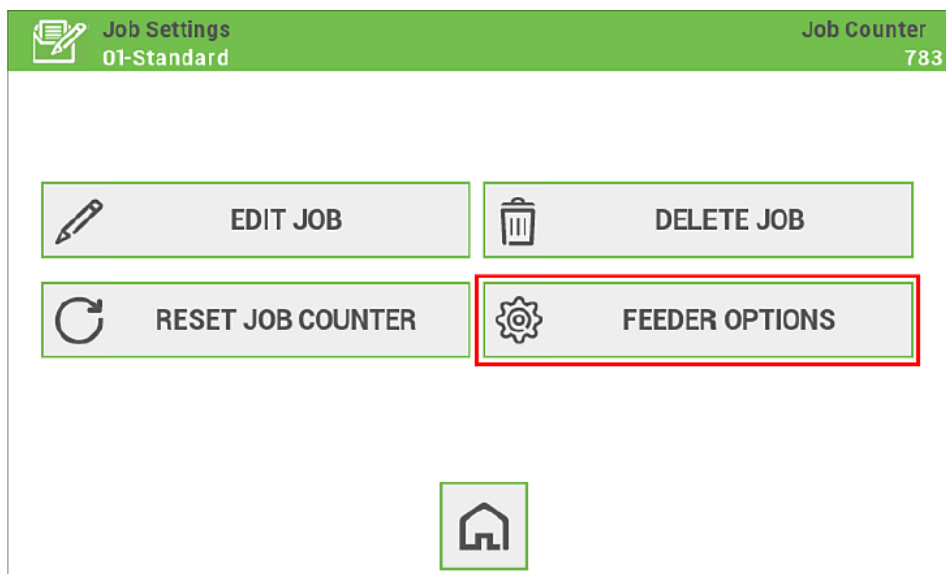 Job Settings
Job Counter
01-Standard
783
EDIT JOB
DELETE JOB
RESET JOB COUNTER
FEEDER OPTIONS